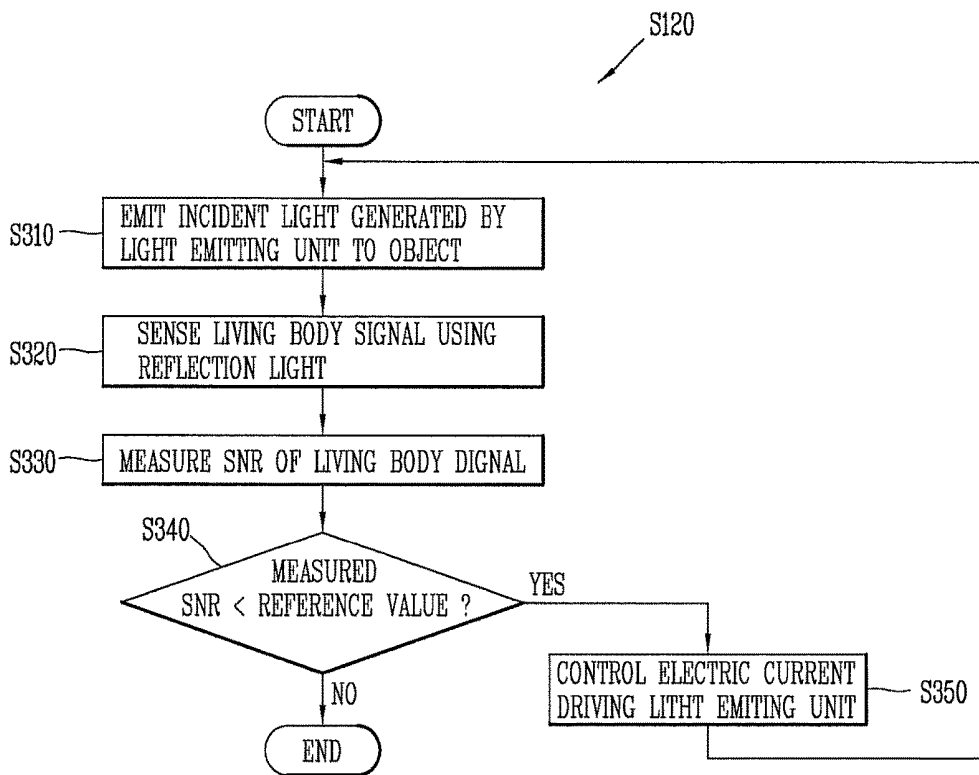 S120
START
S310
EMIT INCIDENT LIGHT GENERATED BY
LIGHT EMITTING UNIT TO OBJECT
S320
SENSE LIVING BODY SIGNAL USING
REFLECTION LIGHT
S330
MEASURE SNR OF LIVING BODY DIGNAL
S340
MEASURED
SNR < REFERENCE VALUE ?
YES
CONTROL ELECTRIC CURRENT
DRIVING LITHT EMITING UNIT
S350
NO
END